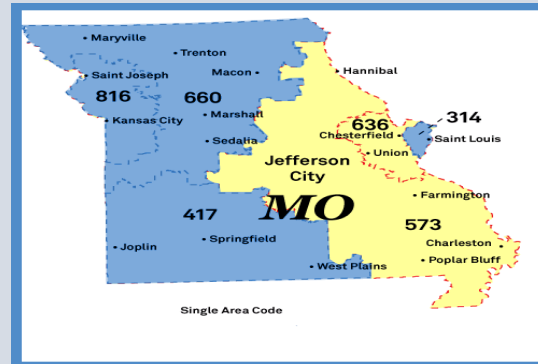 Maryville
Trenton
Macon
Hannibal
Saint Joseph
816
660
Kansas City
Marshall
636
314
Chesterfield
Saint Louis
Sedalia
Union
Jefferson
City
MO
Farmington
417
573
Joplin
Springfield
Charleston
West Plains
Poplar Bluff
Single Area Code